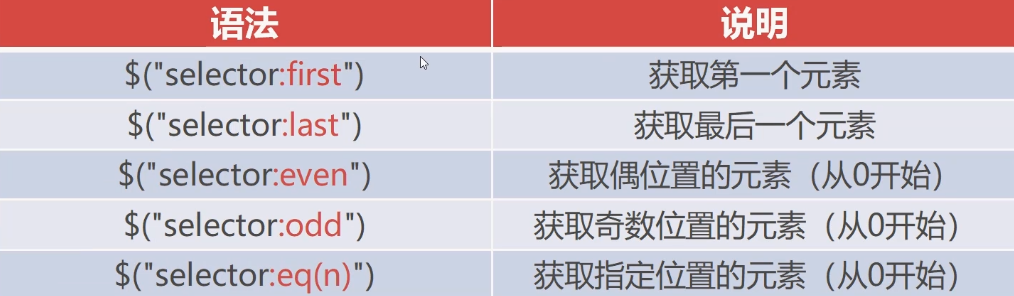 语法 说明
$("selector:first") 获取第一个元素
$("selector:last") 获取最后一个元素
$("selector:even") 获取偶位置的元素（从0开始）
$("selector:odd") 获取奇数位置的元素（从0开始）
$("selector:eq(n)") 获取指定位置的元素（从0开始）